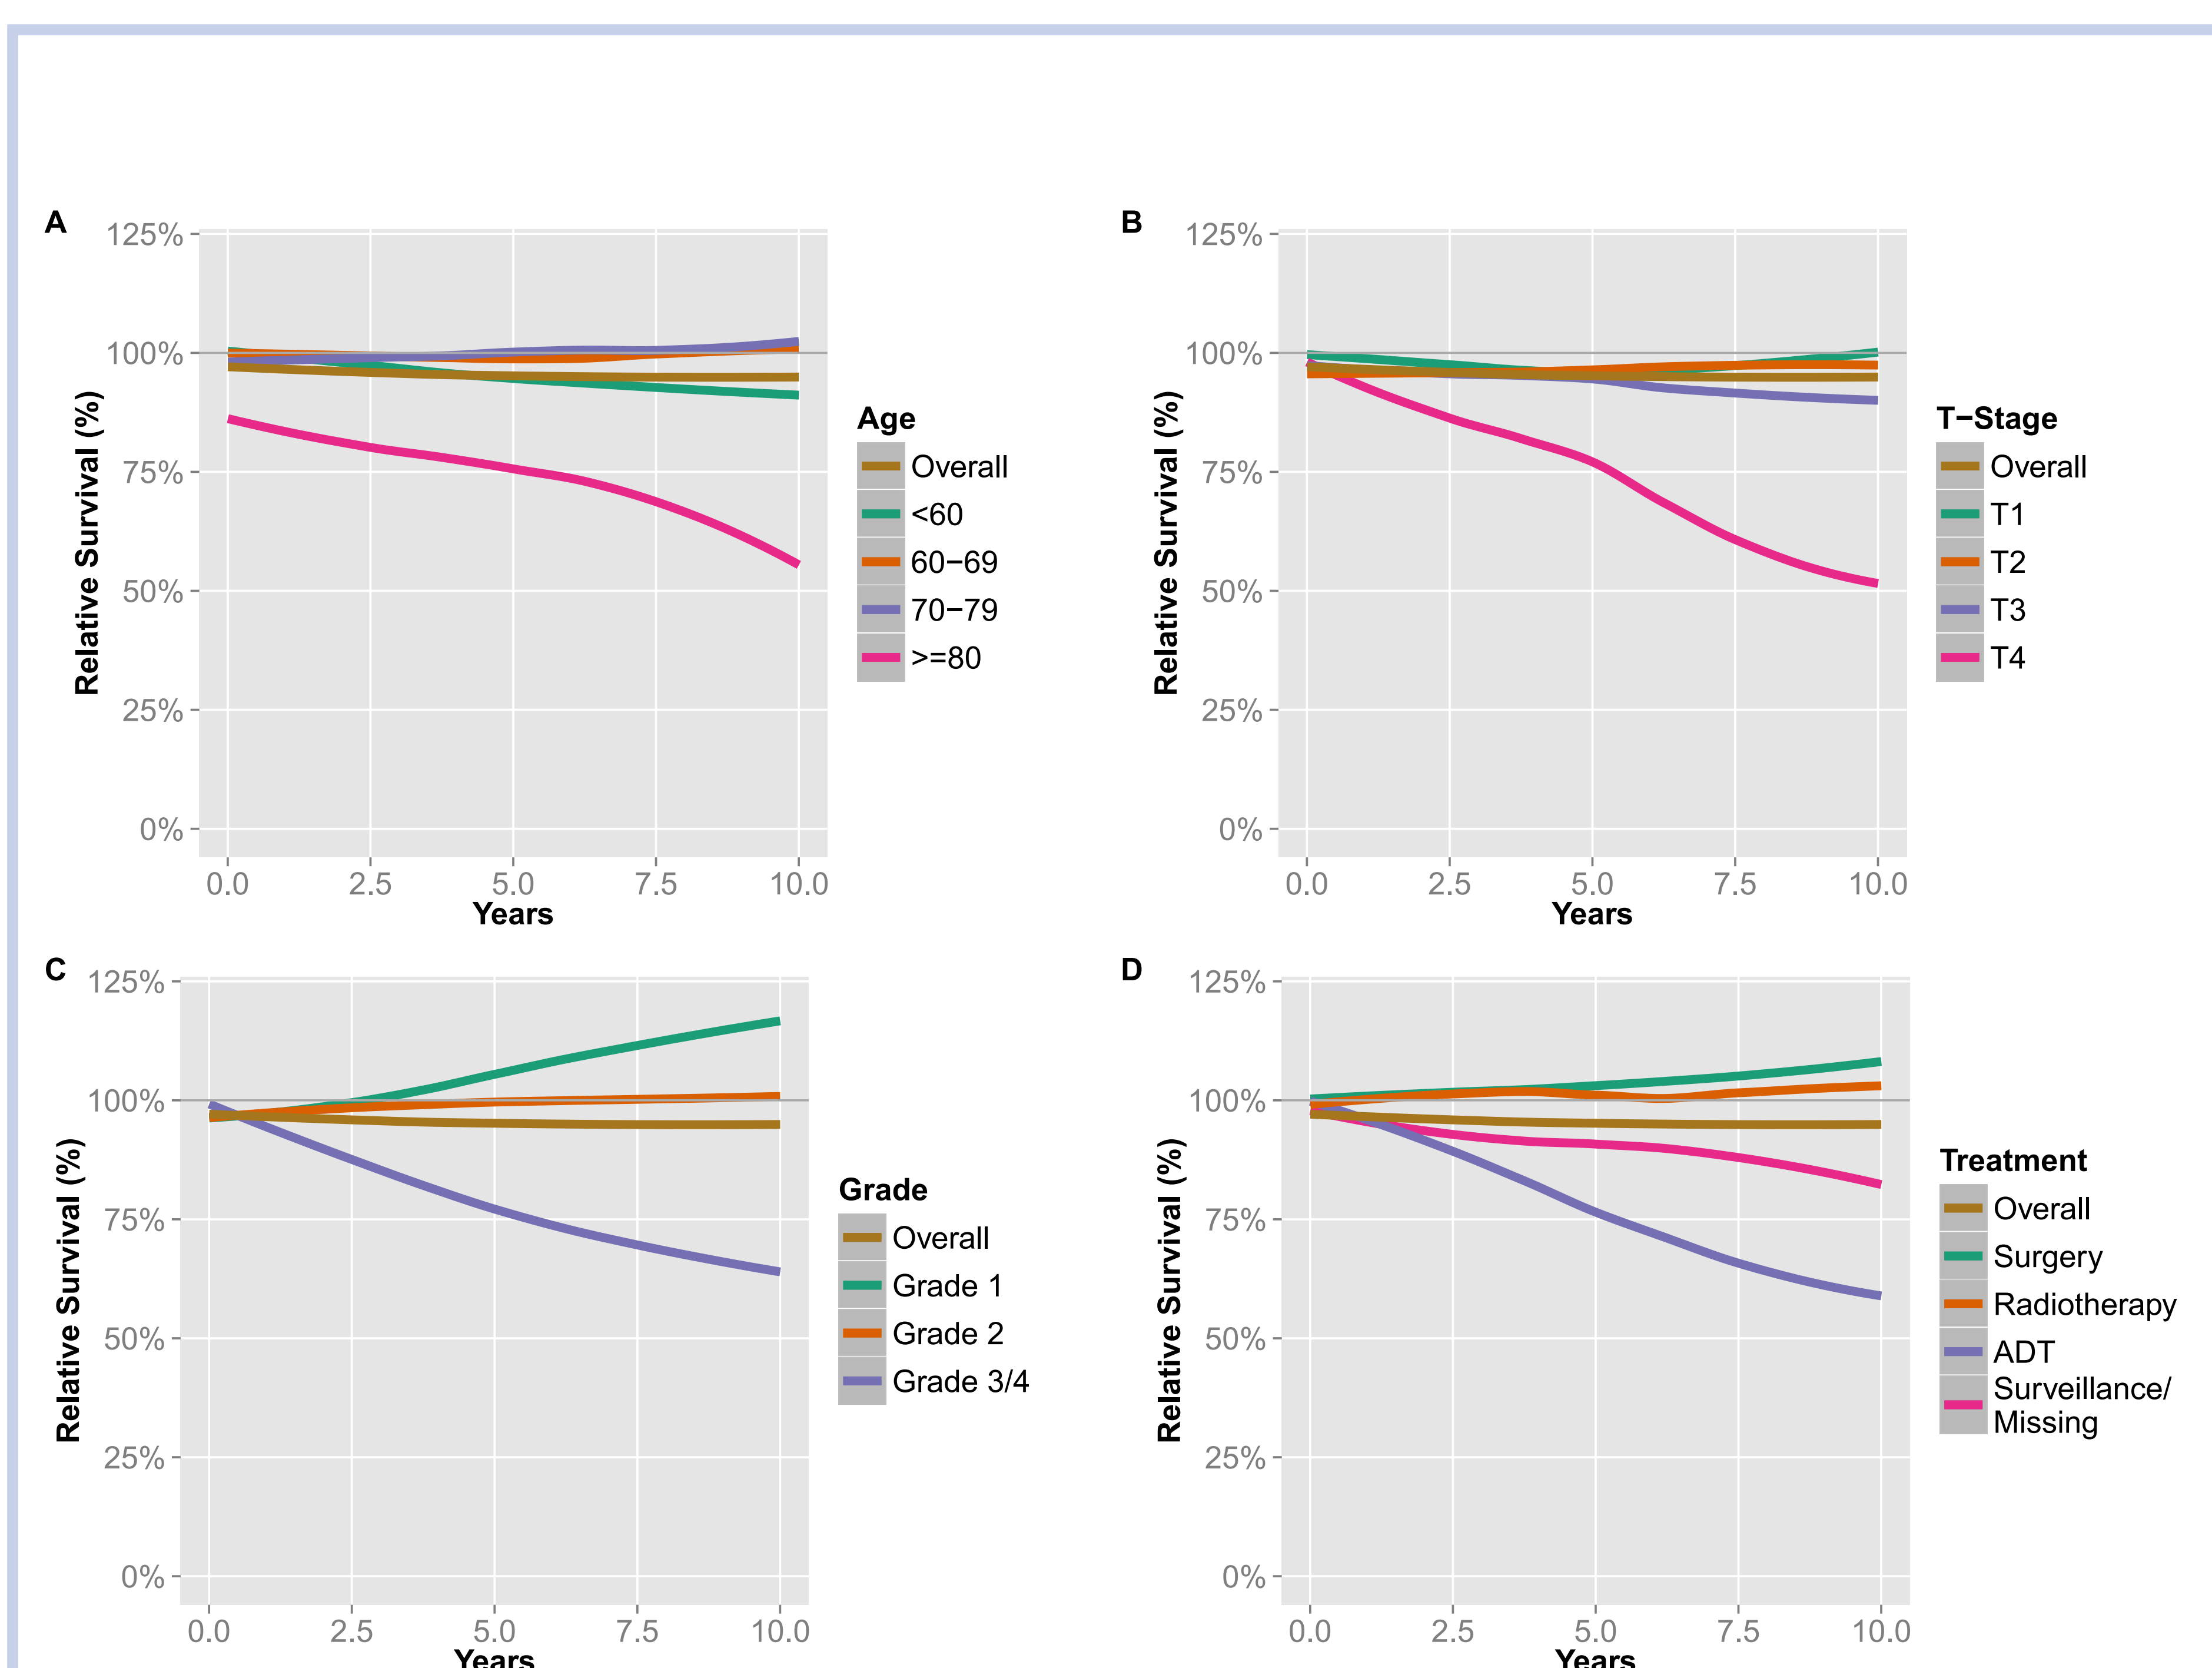 A
125%
100%
75%
50%
25%
0%
Relative Survival (%)
0.0 2.5 5.0 7.5 10.0
Years
Age
Overall
<60
60−69
70−79
>=80
B
125%
100%
75%
50%
25%
0%
Relative Survival (%)
0.0 2.5 5.0 7.5 10.0
Years
T−Stage
Overall
T1
T2
T3
T4
C
125%
100%
75%
50%
25%
0%
Relative Survival (%)
0.0 2.5 5.0 7.5 10.0
Years
Grade
Overall
Grade 1
Grade 2
Grade 3/4
D
125%
100%
75%
50%
25%
0%
Relative Survival (%)
0.0 2.5 5.0 7.5 10.0
Years
Treatment
Overall
Surgery
Radiotherapy
ADT
Surveillance/
Missing